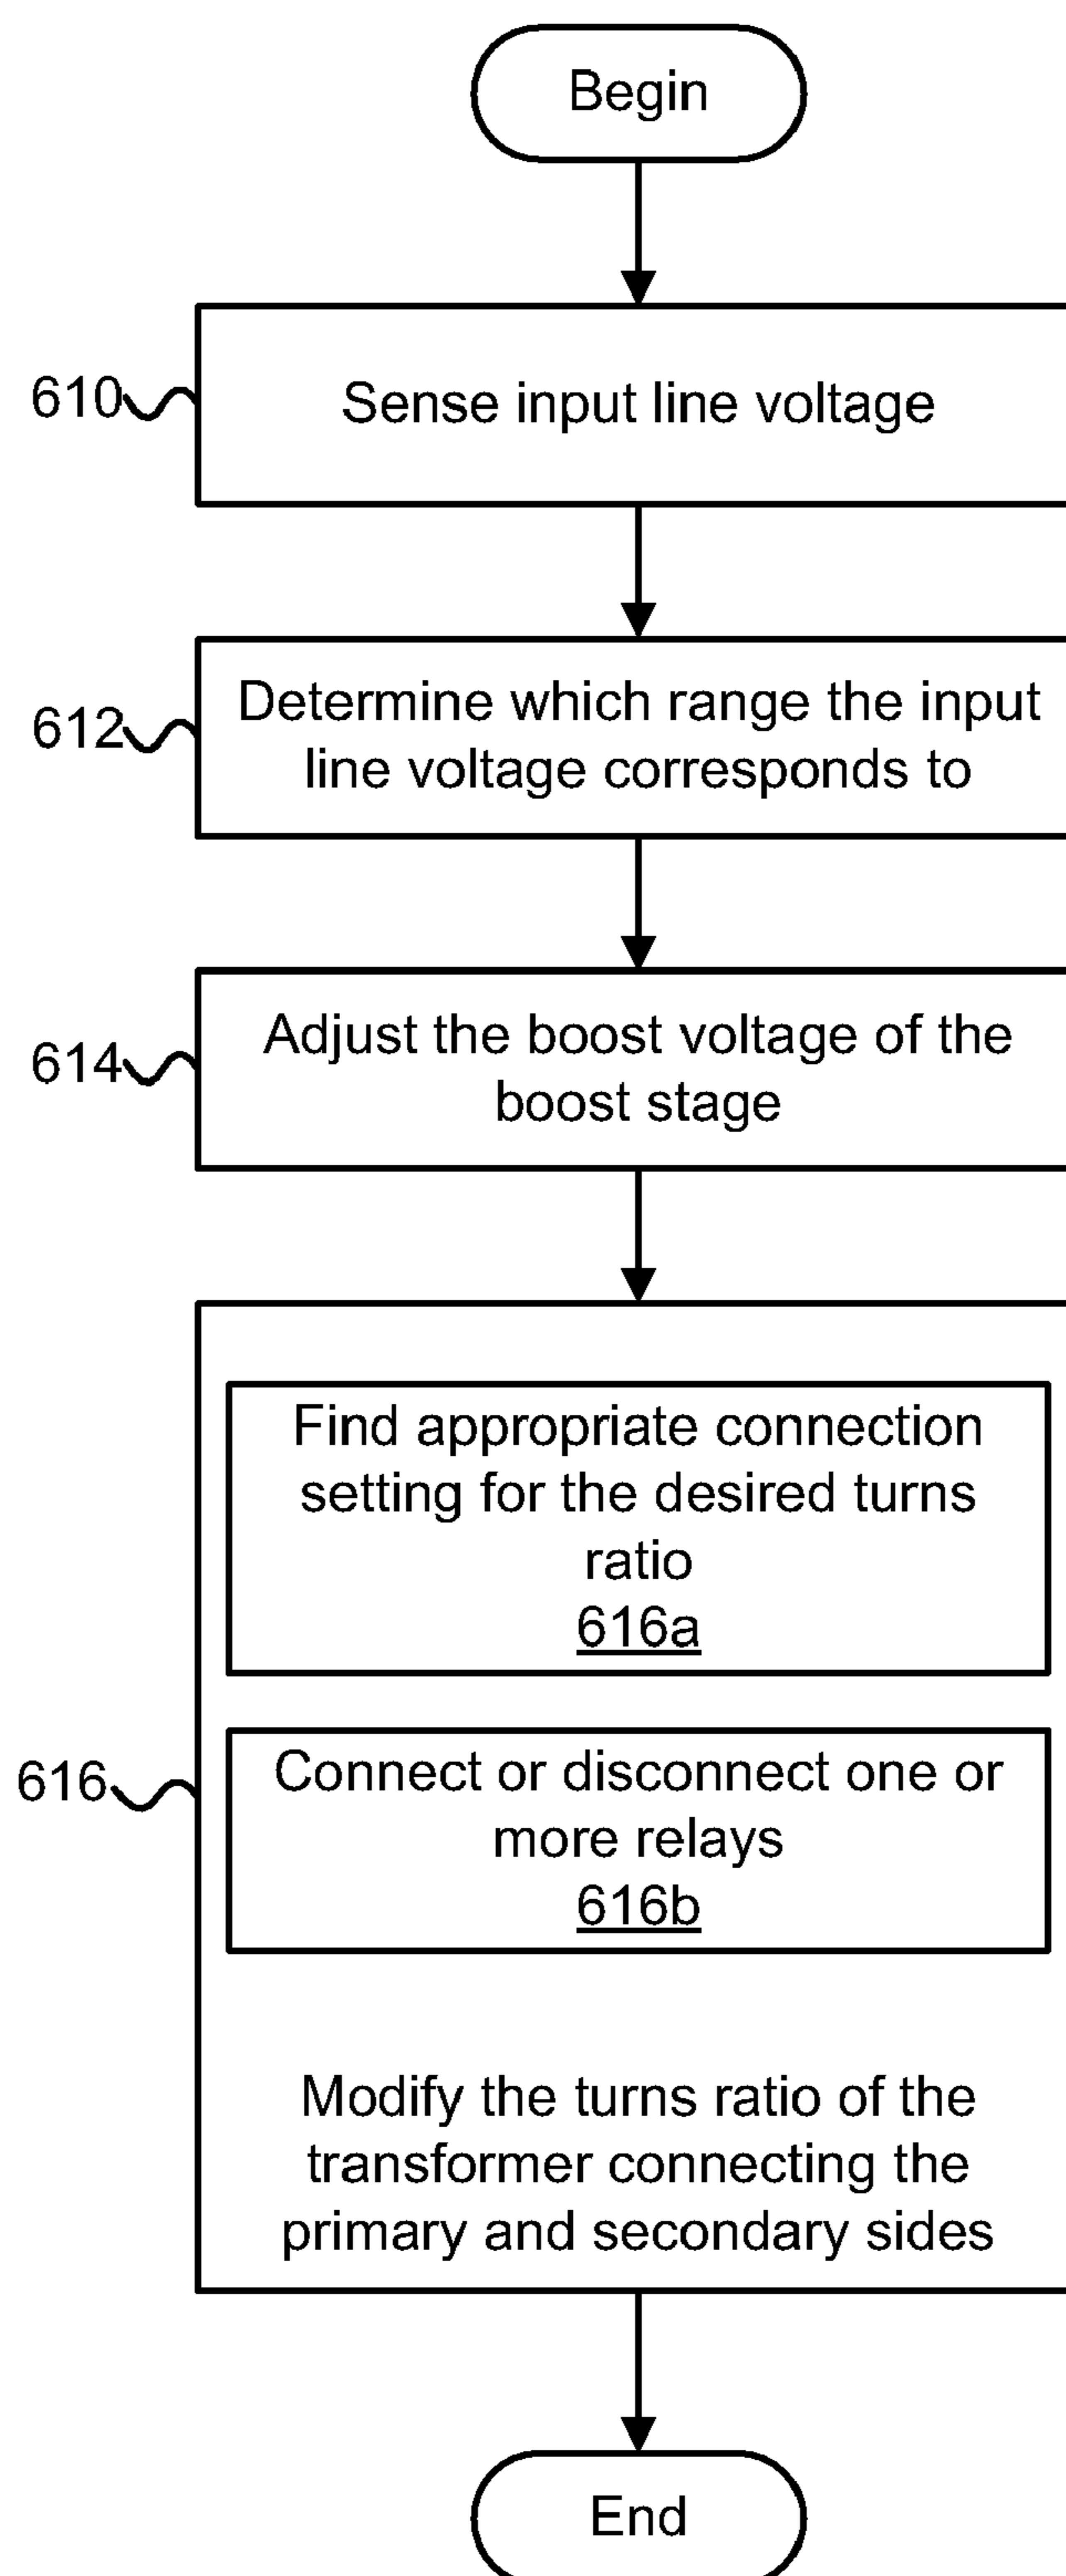 Begin
610
Sense input line voltage
612
Determine which range the input
line voltage corresponds to
614
Adjust the boost voltage of the
boost stage
616
Find appropriate connection
setting for the desired turns
ratio
616a
Connect or disconnect one or
more relays
616b
Modify the turns ratio of the
transformer connecting the
primary and secondary sides
End